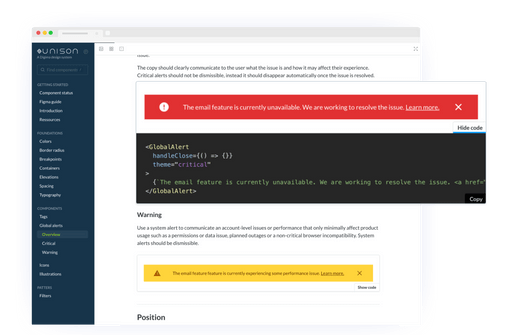 UNISON
A Engima design system
Find components
GETTING STARTED
Component status
Figma guide
Introduction
Resources
FOUNDATIONS
Colors
Border radius
Breakpoints
Containers
Elevations
Spacing
Typography
COMPONENTS
Tags
Global alerts
Overview
Critical
Warning
Icons
Illustrations
PATTERS
Filters
issue.
The copy should clearly communicate to the user what the issue is and how it may affect their experience.
Critical alerts should not be dismissible, instead it should disappear automatically once the issue is resolved.
The email feature is currently unavailable. We are working to resolve the issue. Learn more.
Hide code
<GlobalAlert
handleClose={() => {}}
theme="critical"
>
{`The email feature is currently unavailable. We are working to resolve the issue. <a href="
</GlobalAlert>
Copy
Warning
Use a system alert to communicate an account-level issues or performance that only minimally affect product
usage such as a permissions or data issue, planned outages or a non-critical browser incompatibility. System
alerts should be dismissible.
The email feature feature is currently experiencing some performance issue. Learn more.
Show code
Position